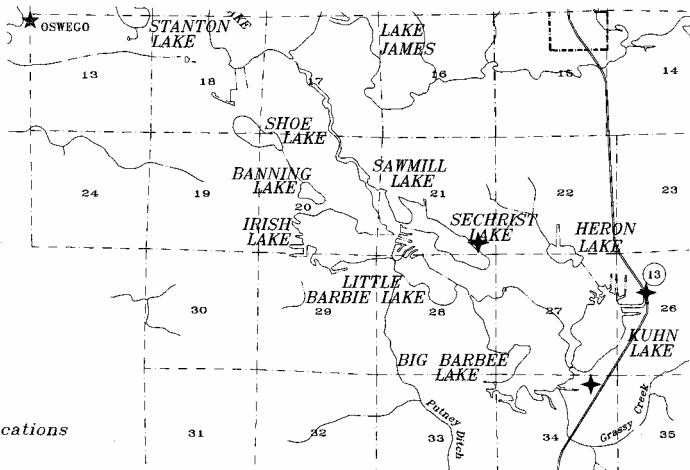 AKE
OSWEGO
STANTON
LAKE
LAKE
JAMES
13
18
17
16
15
14
SHOE
LAKE
BANNING
LAKE
SAWMILL
LAKE
24
19
20
21
22
23
IRISH
LAKE
SECHRIST
LAKE
HERON
LAKE
13
LITTLE
BARBIE LAKE
30
29
28
27
26
KUHN
LAKE
BIG BARBEE
LAKE
Putney Ditch
Grassy Creek
cations
31
32
33
34
35